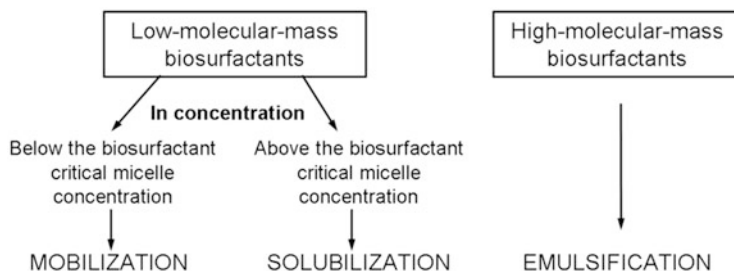 Low-molecular-mass
biosurfactants
High-molecular-mass
biosurfactants
In concentration
Below the biosurfactant
critical micelle
concentration
Above the biosurfactant
critical micelle
concentration
MOBILIZATION
SOLUBILIZATION
EMULSIFICATION